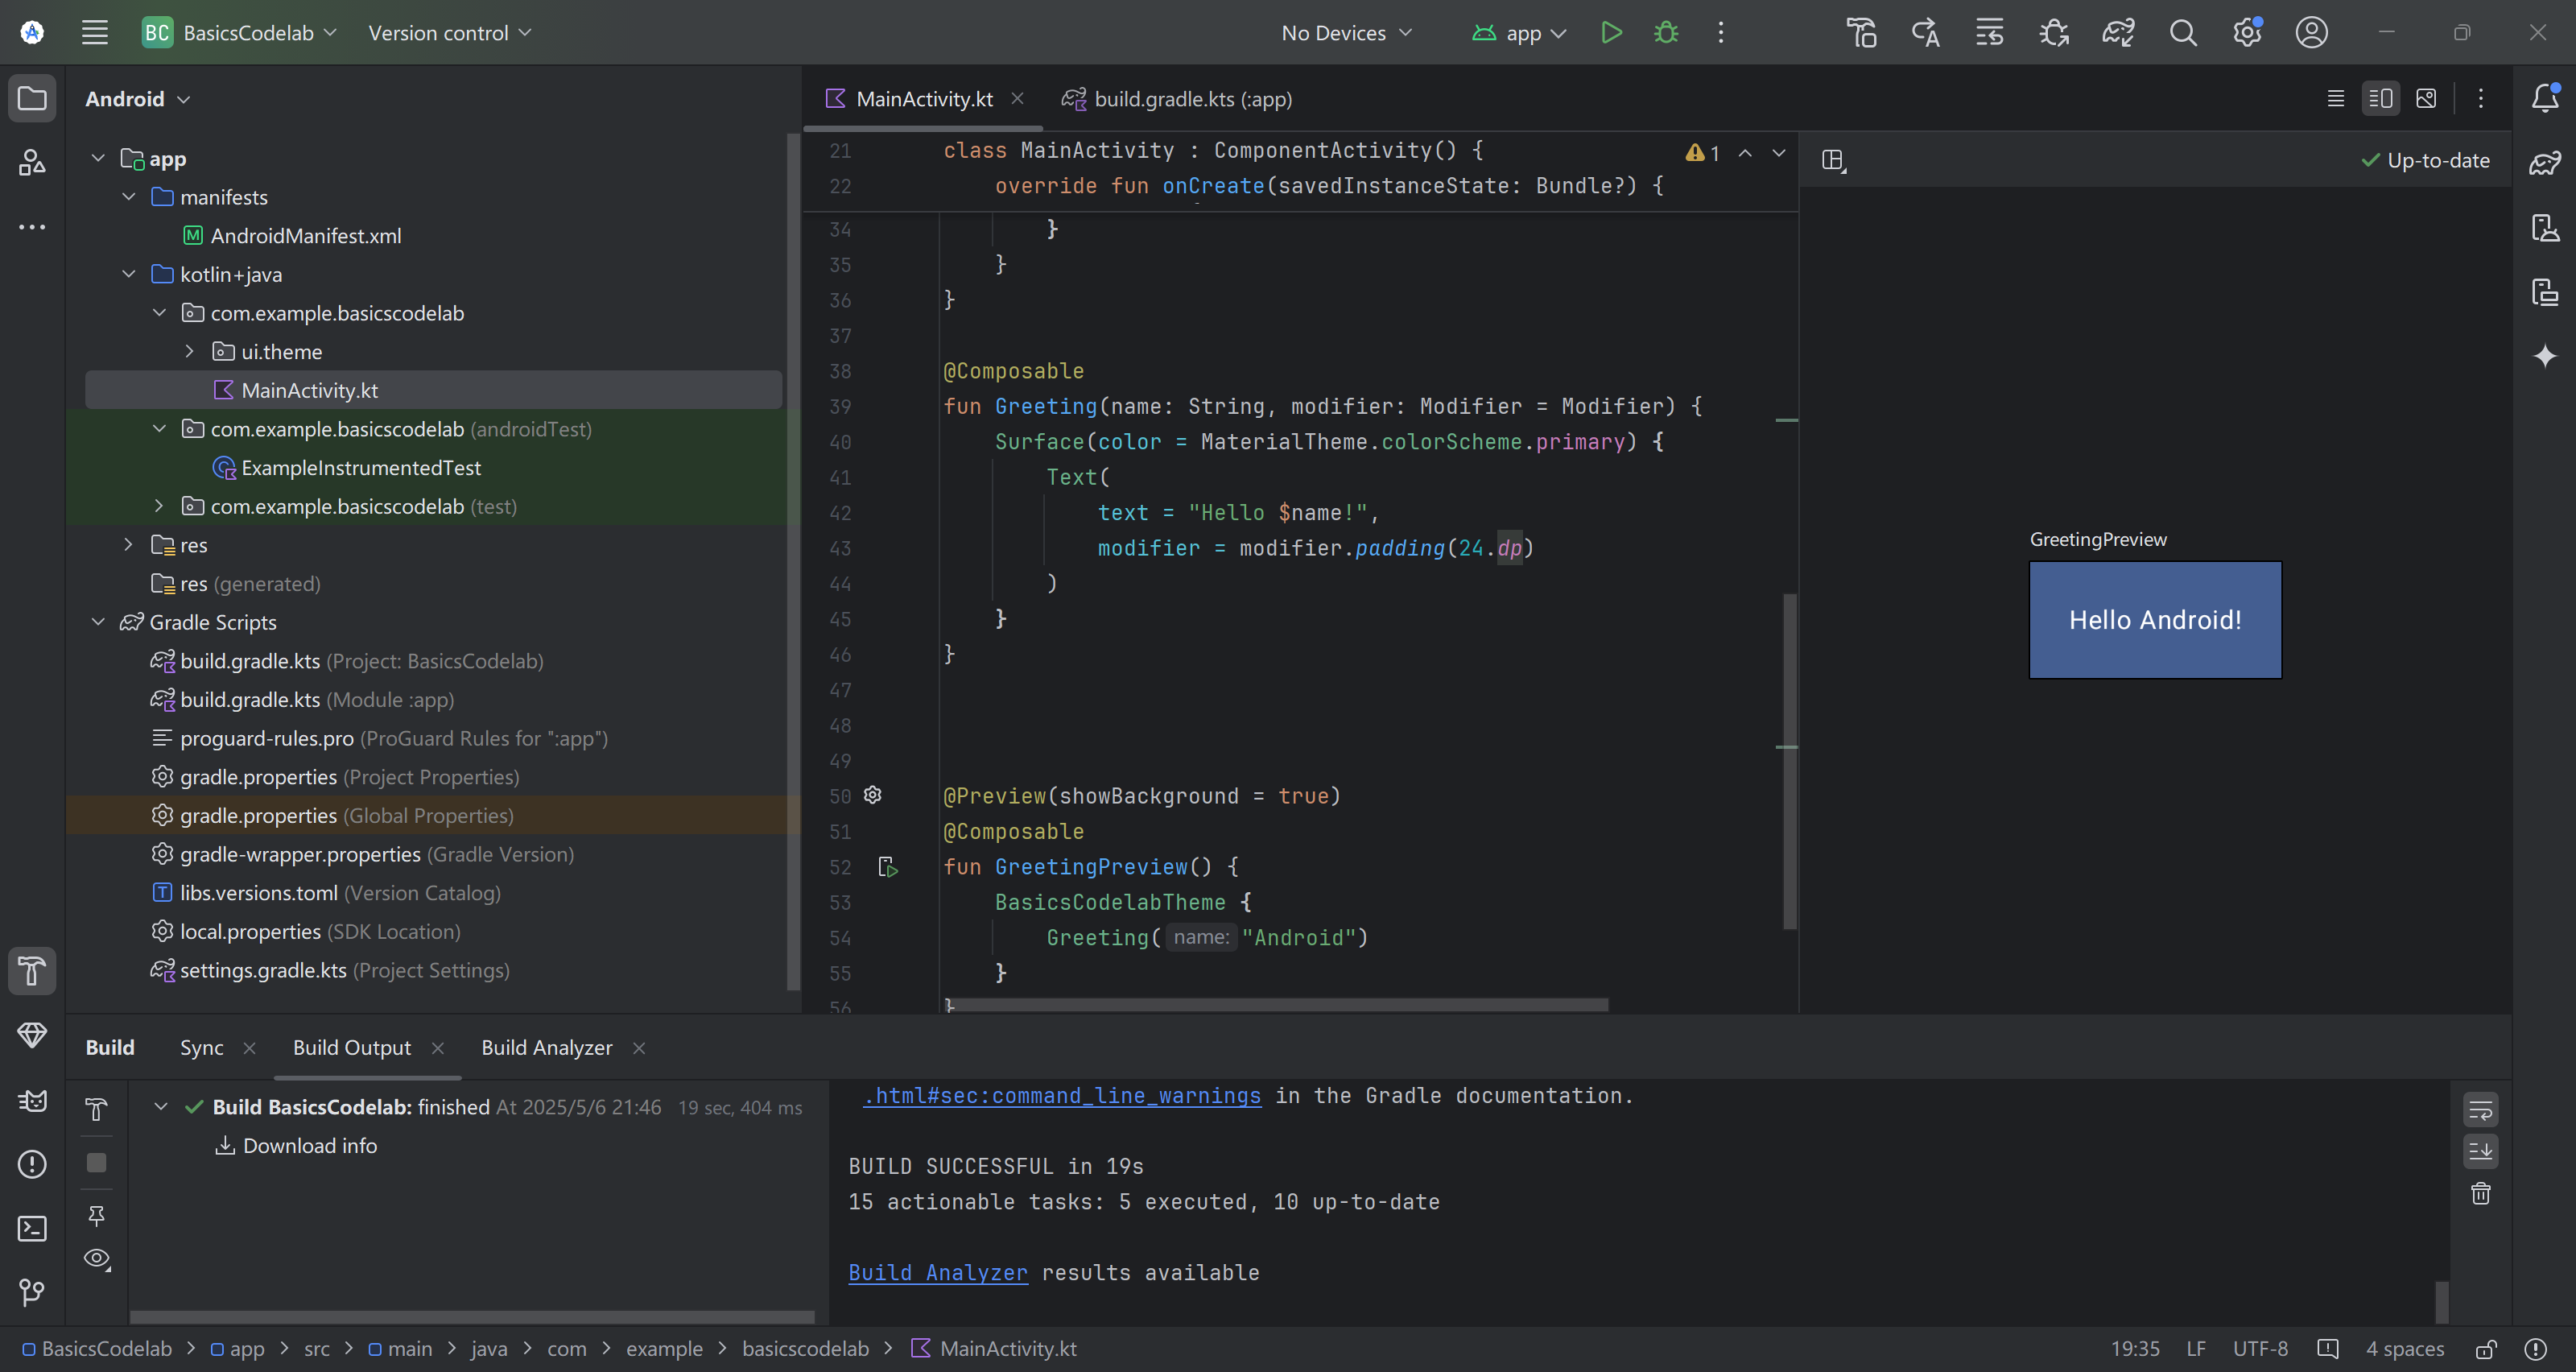 BC BasicsCodelab Version control No Devices app
Android
app
manifests
AndroidManifest.xml
kotlin+java
com.example.basicscodelab
ui.theme
MainActivity.kt
com.example.basicscodelab (androidTest)
ExampleInstrumentedTest
com.example.basicscodelab (test)
res
res (generated)
Gradle Scripts
build.gradle.kts (Project: BasicsCodelab)
build.gradle.kts (Module :app)
proguard-rules.pro (ProGuard Rules for ":app")
gradle.properties (Project Properties)
gradle.properties (Global Properties)
gradle-wrapper.properties (Gradle Version)
libs.versions.toml (Version Catalog)
local.properties (SDK Location)
settings.gradle.kts (Project Settings)
MainActivity.kt build.gradle.kts (:app)
21 class MainActivity : ComponentActivity() {
22 override fun onCreate(savedInstanceState: Bundle?) {
34 }
35 }
36 }
37
38 @Composable
39 fun Greeting(name: String, modifier: Modifier = Modifier) {
40 Surface(color = MaterialTheme.colorScheme.primary) {
41 Text(
42 text = "Hello $name!",
43 modifier = modifier.padding(24.dp)
44 )
45 }
46 }
47
48
49
50 @Preview(showBackground = true)
51 @Composable
52 fun GreetingPreview() {
53 BasicsCodelabTheme {
54 Greeting( name: "Android")
55 }
56 }
1
Up-to-date
GreetingPreview
Hello Android!
Build Sync Build Output Build Analyzer
Build BasicsCodelab: finished At 2025/5/6 21:46 19 sec, 404 ms
Download info
.html#sec:command_line_warnings in the Gradle documentation.
BUILD SUCCESSFUL in 19s
15 actionable tasks: 5 executed, 10 up-to-date
Build Analyzer results available
BasicsCodelab > app > src > main > java > com > example > basicscodelab > MainActivity.kt
19:35 LF UTF-8 4 spaces